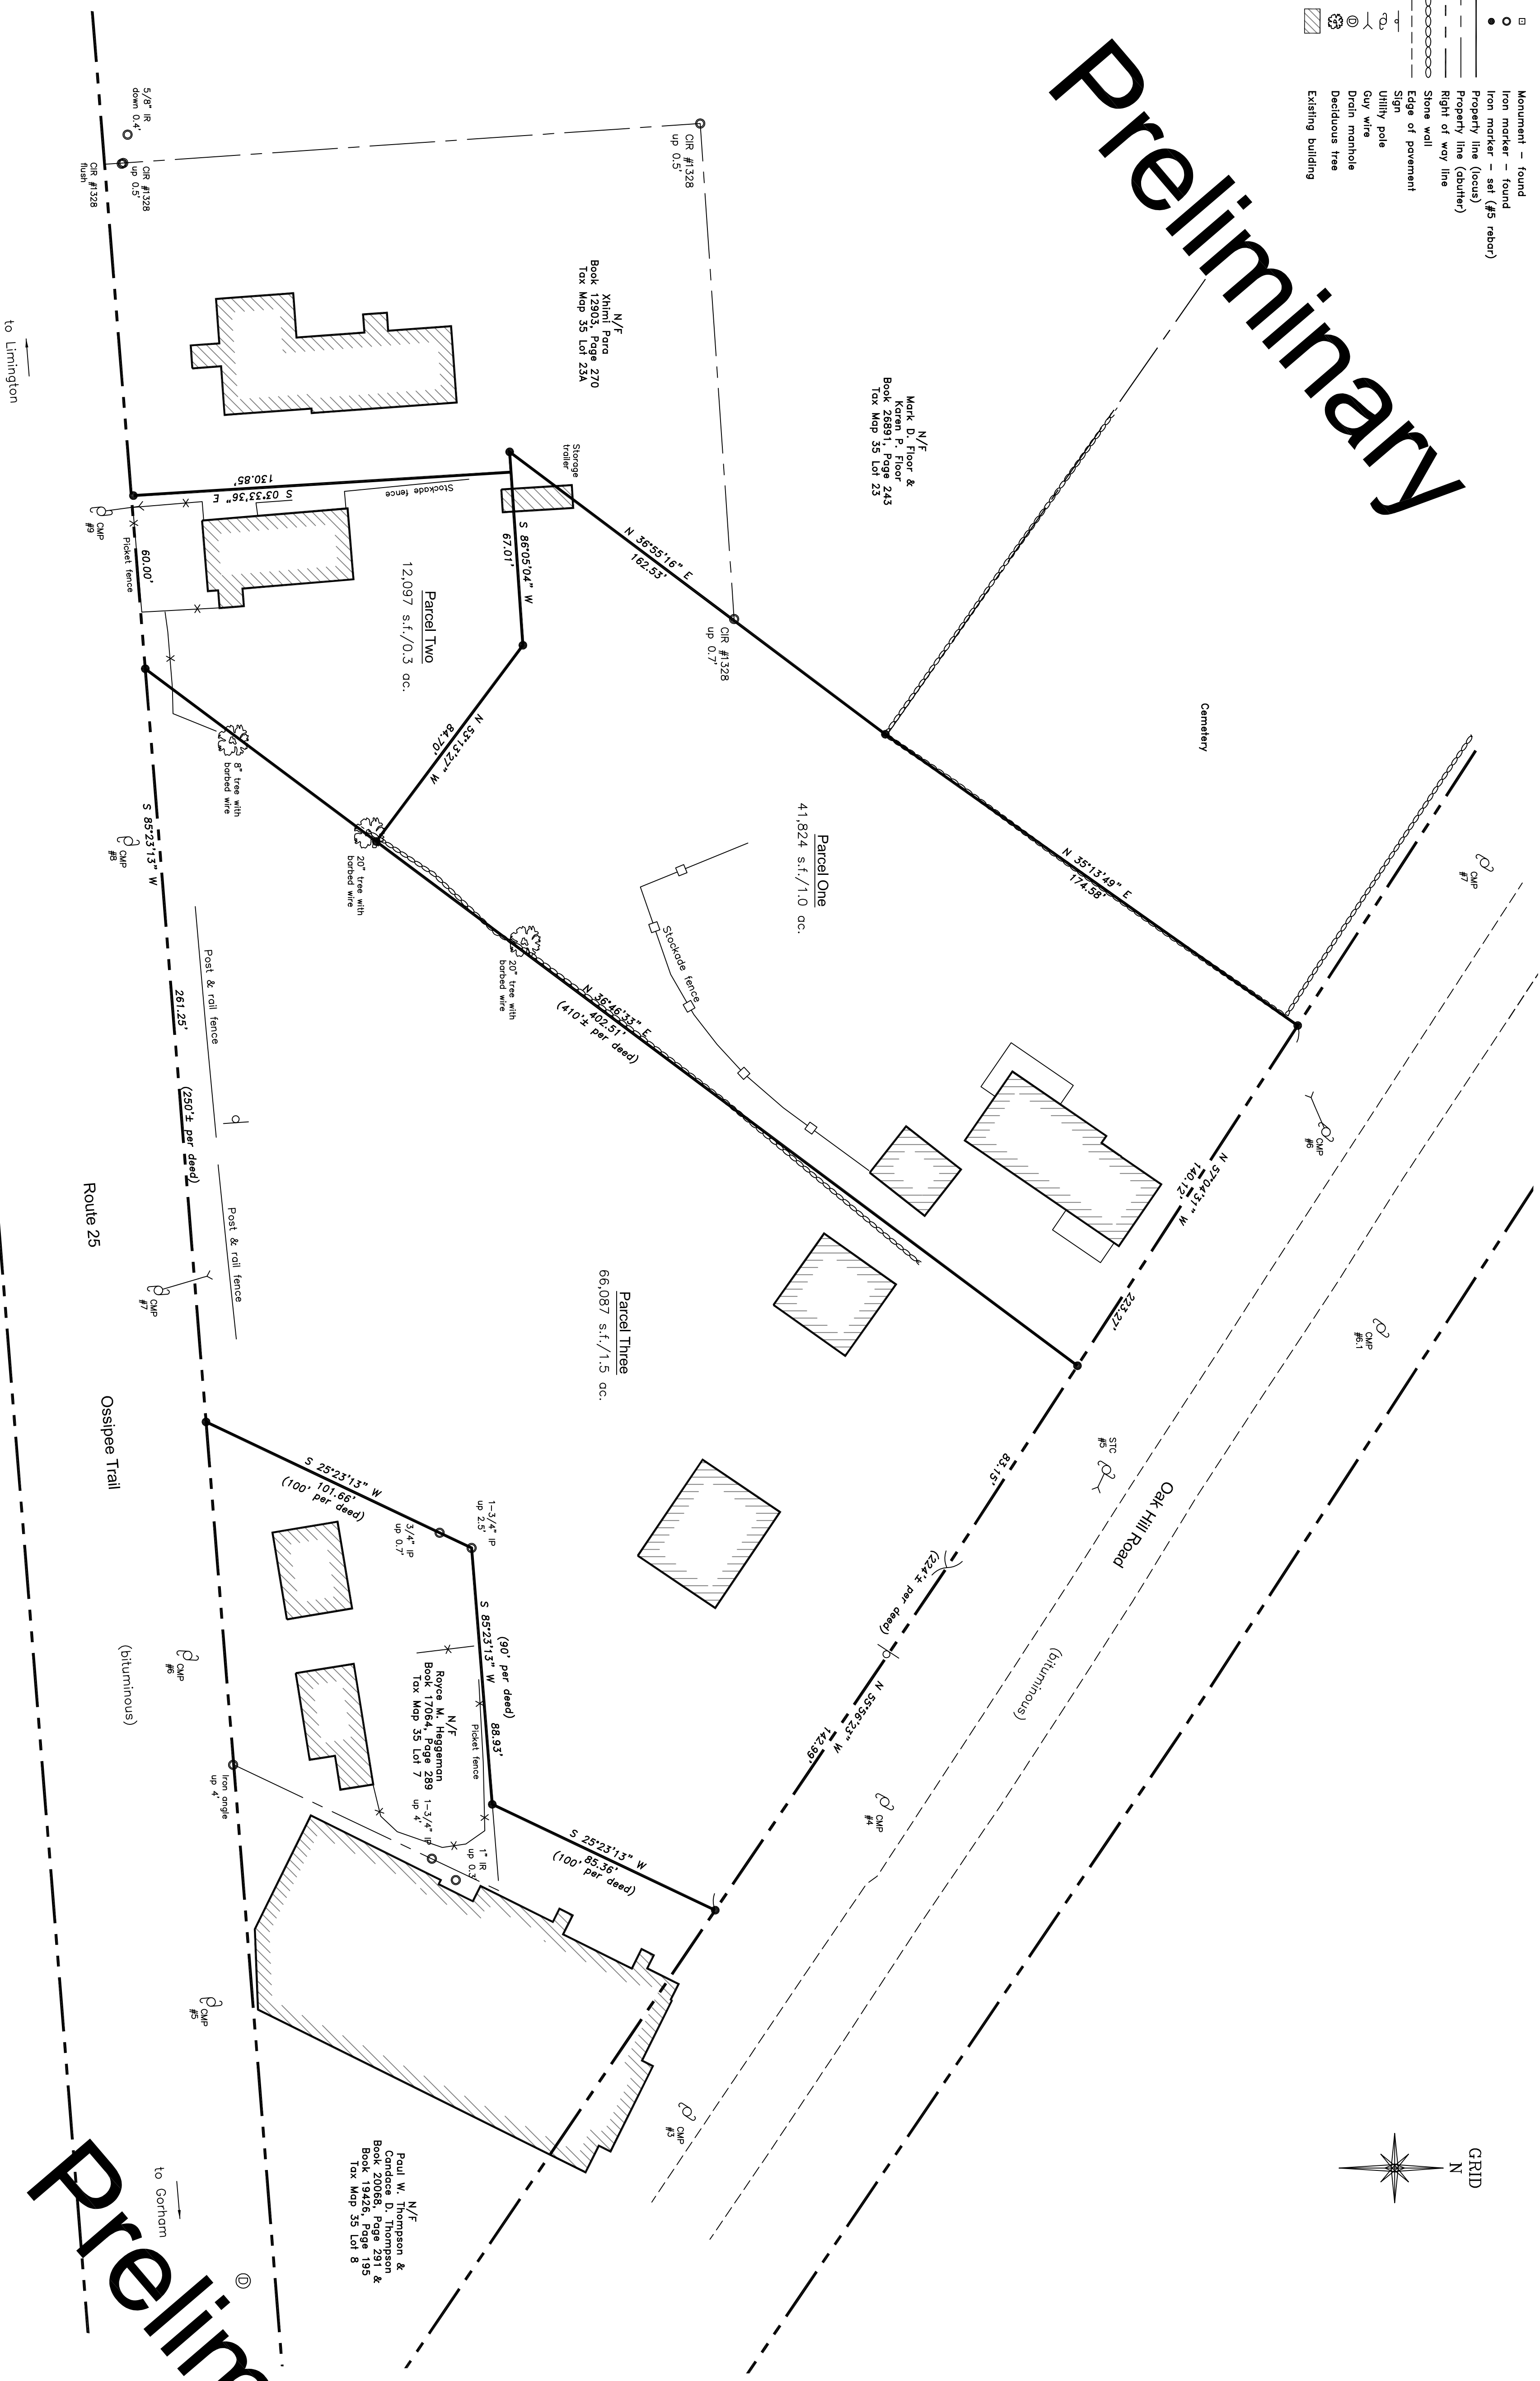 Monument – found
Iron marker – found
Iron marker – set (#5 rebar)
Property line (locus)
Property line (abutter)
Right of way line
Stone wall
Edge of pavement
Sign
Utility pole
Guy wire
Drain manhole
Deciduous tree
Existing building
D
Preliminary
GRID
N
CMP
#7
CMP
#6
CMP
#6.1
Cemetery
N 35°13'49" E
174.58'
N 57°04'31" W
140.12'
223.27'
Oak Hill Road
(bituminous)
STC
#5
83.15'
(224'± per deed)
N 55°56'23" W
142.99'
CMP
#4
CMP
#3
N/F
Mark D. Floor &
Karen P. Floor
Book 26891, Page 243
Tax Map 35 Lot 23
CIR #1328
up 0.5'
CIR #1328
up 0.7'
N/F
Xhimi Para
Book 12903, Page 270
Tax Map 35 Lot 23A
Storage
trailer
N 36°55'16" E
162.53'
Parcel One
41,824 s.f./1.0 ac.
Stockade fence
S 86°05'04" W
67.01'
N 53°13'27" W
84.70'
20" tree with
barbed wire
20" tree with
barbed wire
8" tree with
barbed wire
N 36°46'33" E
402.51'
(410'± per deed)
Parcel Two
12,097 s.f./0.3 ac.
Stockade fence
S 03°33'36" E
130.85'
Picket fence
60.00'
CMP
#9
5/8" IR
down 0.4'
CIR #1328
up 0.5'
CIR #1328
flush
to Limington
Parcel Three
66,087 s.f./1.5 ac.
S 85°23'13" W
261.25'
(250'± per deed)
CMP
#8
Post & rail fence
Post & rail fence
CMP
#7
Route 25
Ossipee Trail
(bituminous)
S 25°23'13" W
101.66'
(100' per deed)
1-3/4" IP
up 2.5'
3/4" IP
up 0.7'
(90' per deed)
S 85°23'13" W
88.93'
Picket fence
N/F
Royce M. Heggeman
Book 17064, Page 289
Tax Map 35 Lot 7
1-3/4" IP
up 4'
1" IR
up 0.3'
S 25°23'13" W
85.36'
(100' per deed)
Iron angle
up 4'
CMP
#6
CMP
#5
N/F
Paul W. Thompson &
Candace D. Thompson
Book 20068, Page 291 &
Book 19426, Page 195
Tax Map 35 Lot 8
to Gorham
D
Prelim